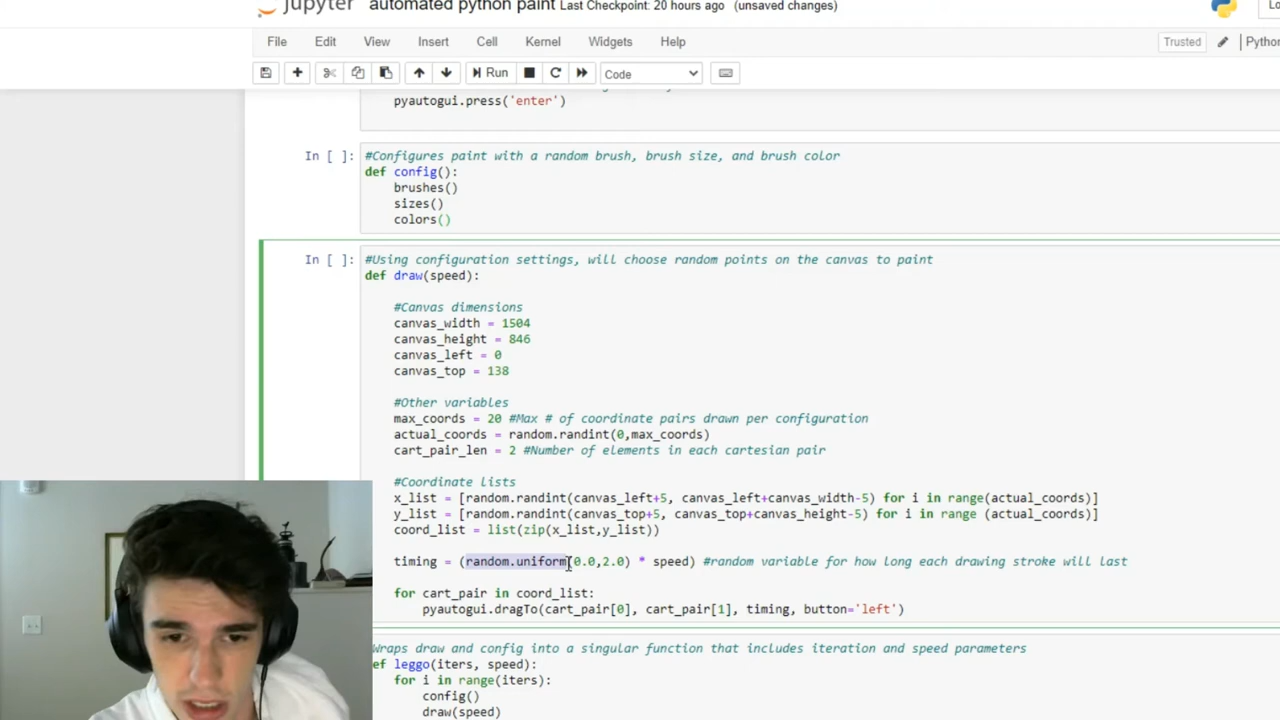 jupyter automated python paint Last Checkpoint: 20 hours ago (unsaved changes)
File Edit View Insert Cell Kernel Widgets Help Trusted
Run Code
pyautogui.press('enter')
In [ ]: #Configures paint with a random brush, brush size, and brush color
def config():
brushes()
sizes()
colors()
In [ ]: #Using configuration settings, will choose random points on the canvas to paint
def draw(speed):
#Canvas dimensions
canvas_width = 1504
canvas_height = 846
canvas_left = 0
canvas_top = 138
#Other variables
max_coords = 20 #Max # of coordinate pairs drawn per configuration
actual_coords = random.randint(0,max_coords)
cart_pair_len = 2 #Number of elements in each cartesian pair
#Coordinate lists
x_list = [random.randint(canvas_left+5, canvas_left+canvas_width-5) for i in range(actual_coords)]
y_list = [random.randint(canvas_top+5, canvas_top+canvas_height-5) for i in range (actual_coords)]
coord_list = list(zip(x_list,y_list))
timing = (random.uniform(0.0,2.0) * speed) #random variable for how long each drawing stroke will last
for cart_pair in coord_list:
pyautogui.dragTo(cart_pair[0], cart_pair[1], timing, button='left')
Wraps draw and config into a singular function that includes iteration and speed parameters
ef leggo(iters, speed):
for i in range(iters):
config()
draw(speed)